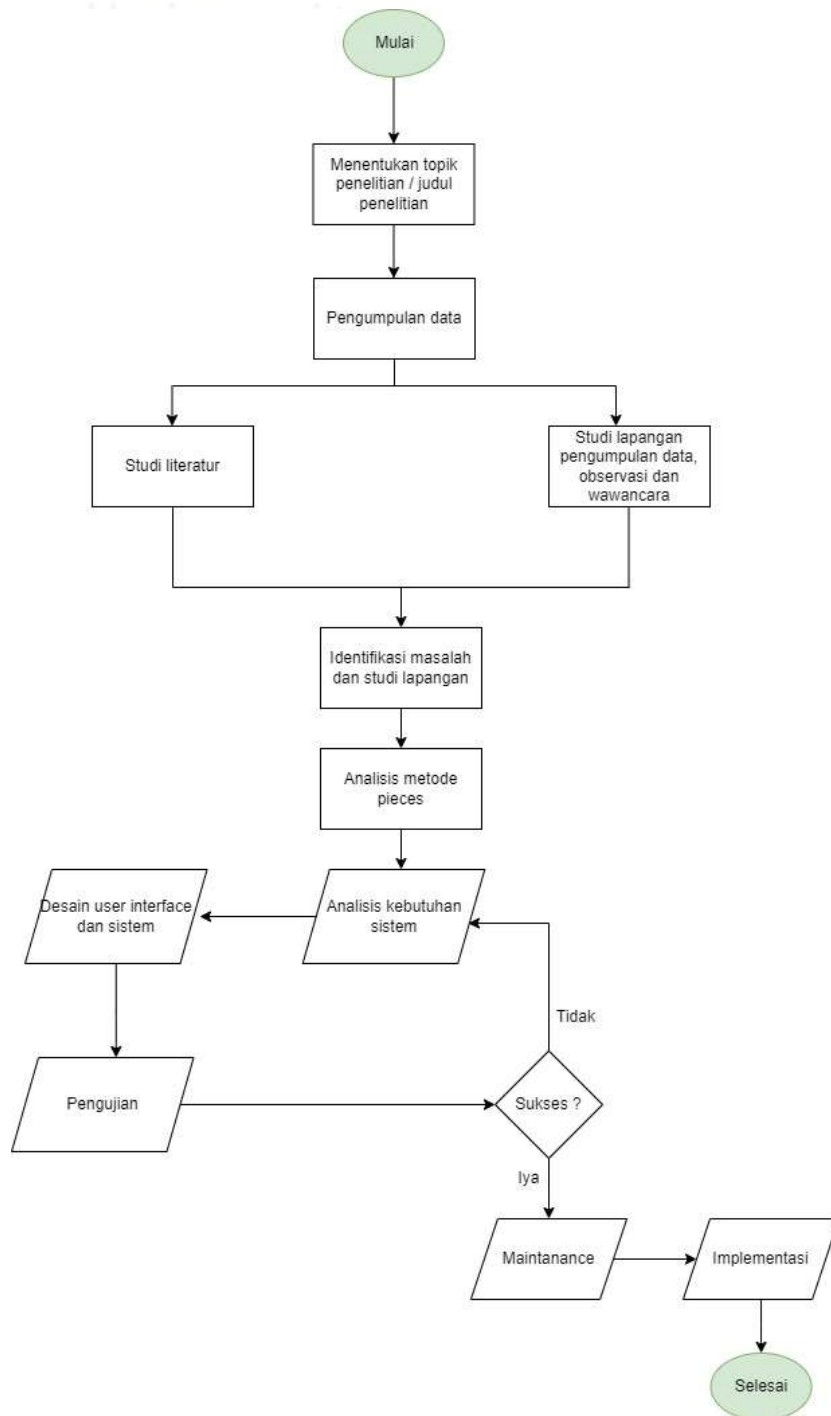 Mulai
Menentukan topik
penelitian / judul
penelitian
Pengumpulan data
Studi literatur
Studi lapangan
pengumpulan data,
observasi dan
wawancara
Identifikasi masalah
dan studi lapangan
Analisis metode
pieces
Desain user interface
dan sistem
Analisis kebutuhan
sistem
Tidak
Pengujian
Sukses ?
Iya
Maintanance
Implementasi
Selesai